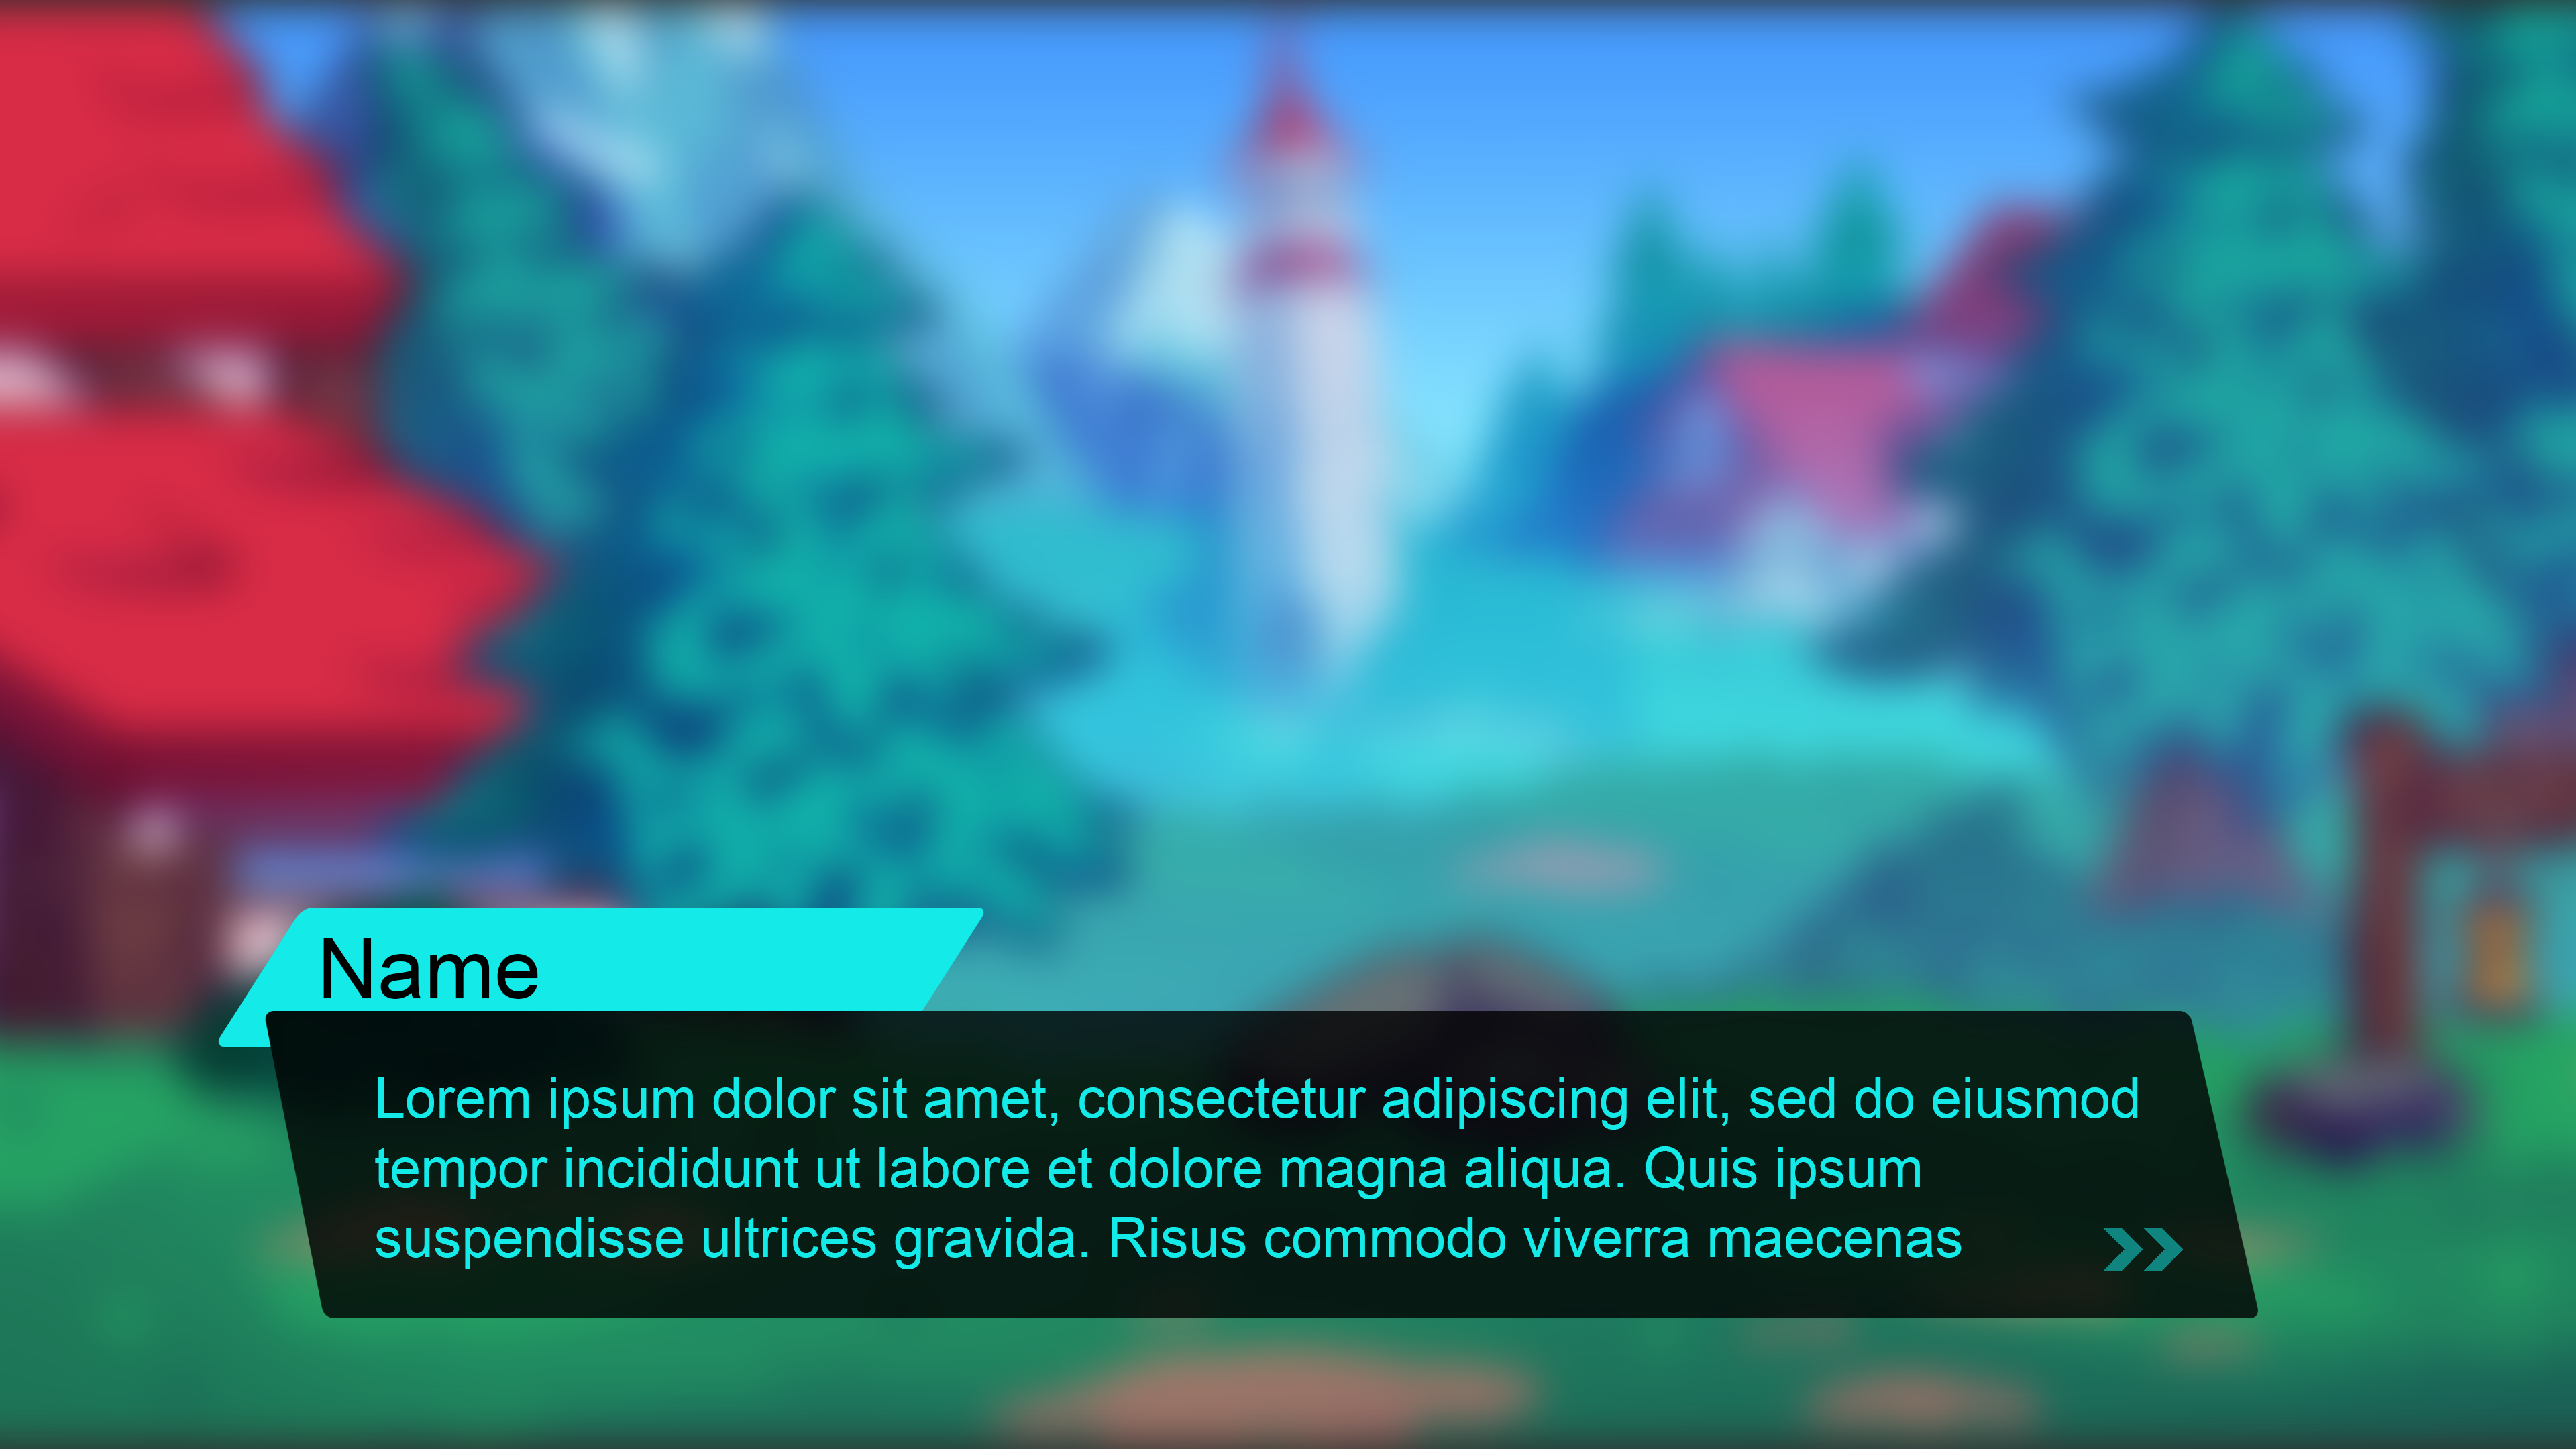 Name
Lorem ipsum dolor sit amet, consectetur adipiscing elit, sed do eiusmod
tempor incididunt ut labore et dolore magna aliqua. Quis ipsum
suspendisse ultrices gravida. Risus commodo viverra maecenas